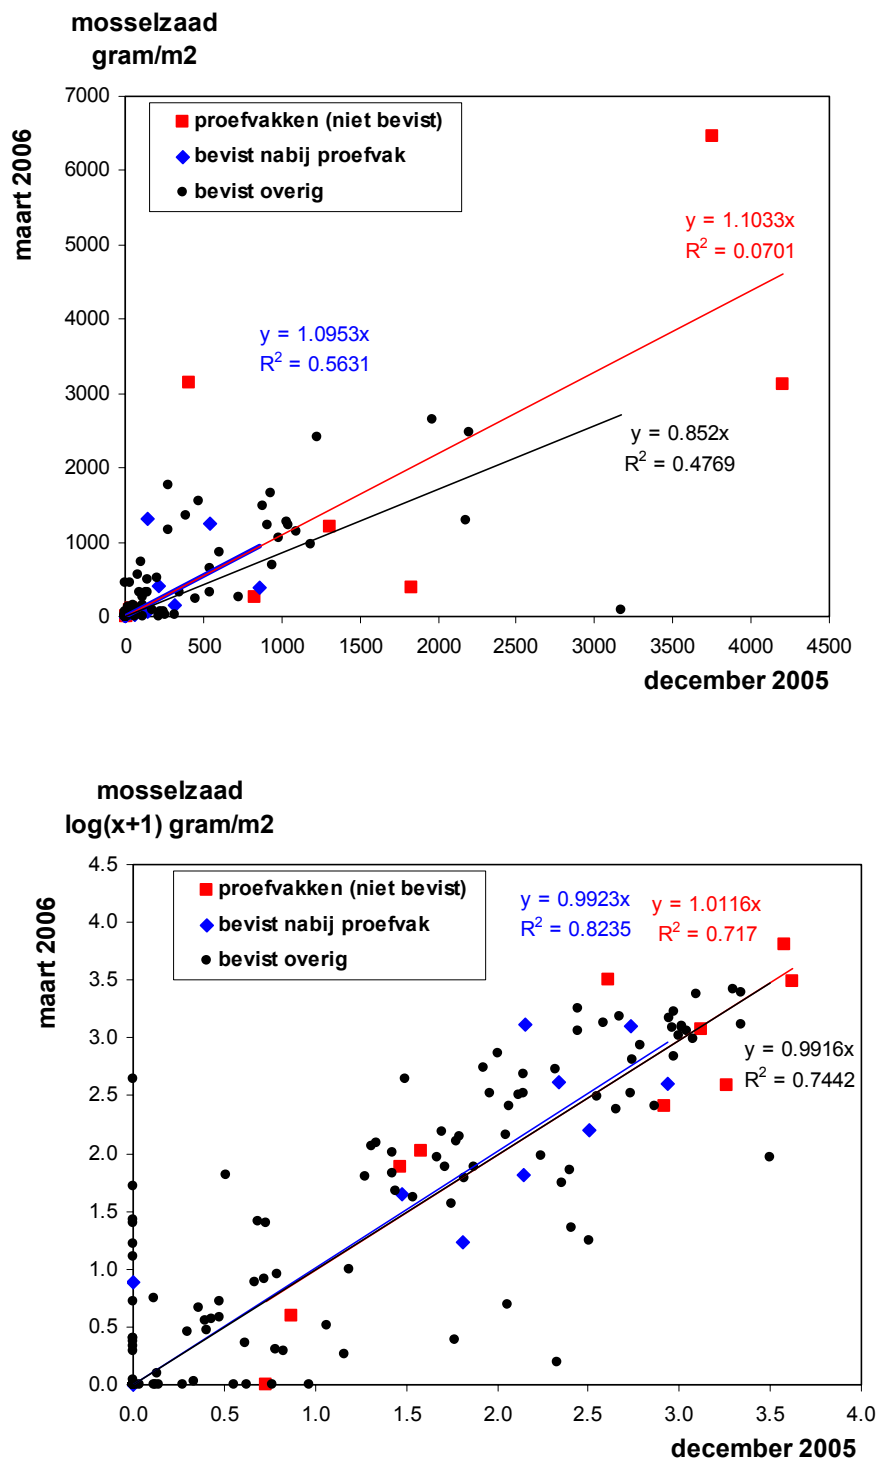 mosselzaad
gram/m2
maart 2006
7000
6000
5000
4000
3000
2000
1000
0
proefvakken (niet bevist)
bevist nabij proefvak
bevist overig
y = 1.1033x
R² = 0.0701
y = 1.0953x
R² = 0.5631
y = 0.852x
R² = 0.4769
0 500 1000 1500 2000 2500 3000 3500 4000 4500
december 2005
mosselzaad
log(x+1) gram/m2
maart 2006
4.5
4.0
3.5
3.0
2.5
2.0
1.5
1.0
0.5
0.0
proefvakken (niet bevist)
bevist nabij proefvak
bevist overig
y = 0.9923x
R² = 0.8235
y = 1.0116x
R² = 0.717
y = 0.9916x
R² = 0.7442
0.0 0.5 1.0 1.5 2.0 2.5 3.0 3.5 4.0
december 2005